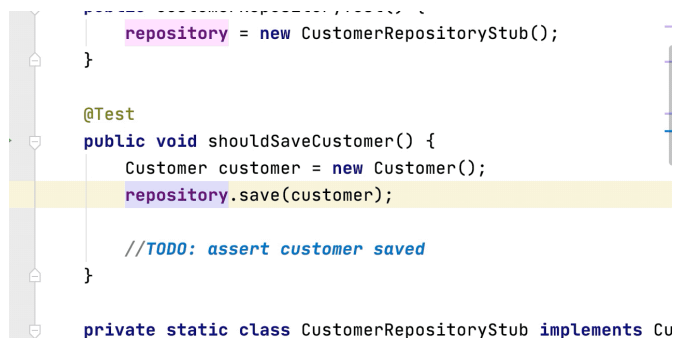 repository = new CustomerRepositoryStub();
}
@Test
public void shouldSaveCustomer() {
Customer customer = new Customer();
repository.save(customer);
//TODO: assert customer saved
}
private static class CustomerRepositoryStub implements Cu